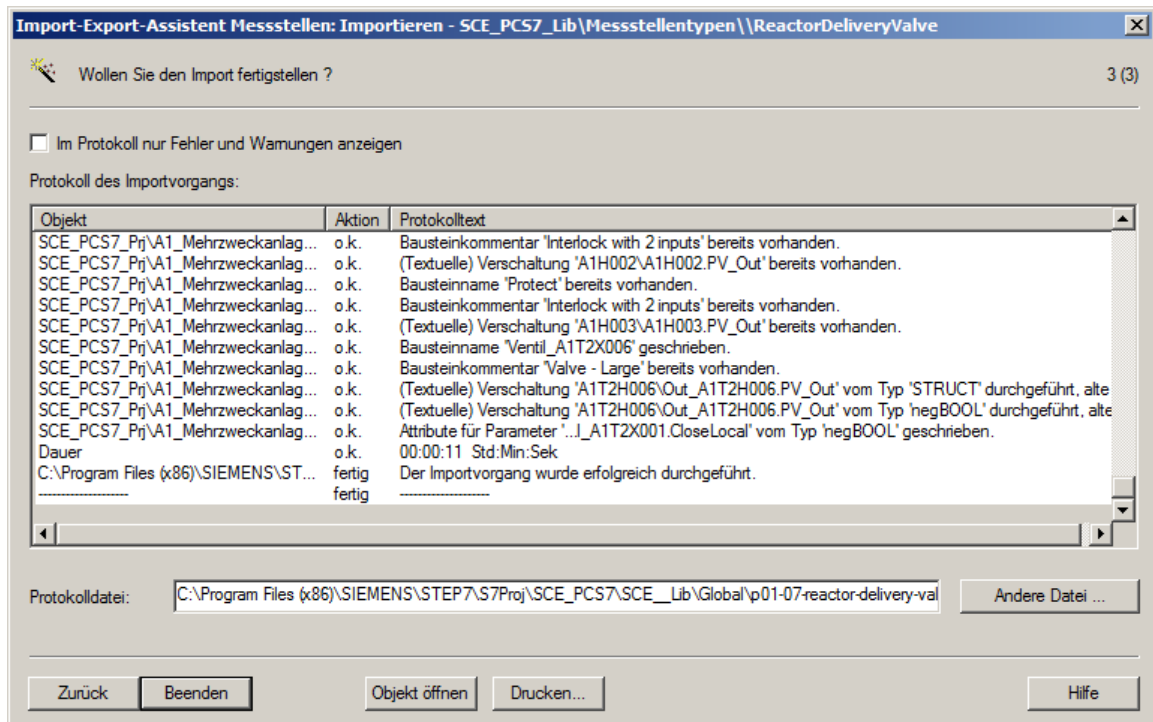 Import-Export-Assistent Messstellen: Importieren - SCE_PCS7_Lib\Messstellentypen\\ReactorDeliveryValve
Wollen Sie den Import fertigstellen ? 3 (3)
Im Protokoll nur Fehler und Warnungen anzeigen
Protokoll des Importvorgangs:
Objekt Aktion Protokolltext
SCE_PCS7_Prj\A1_Mehrzweckanlag... o.k. Bausteinkommentar 'Interlock with 2 inputs' bereits vorhanden.
SCE_PCS7_Prj\A1_Mehrzweckanlag... o.k. (Textuelle) Verschaltung 'A1H002\A1H002.PV_Out' bereits vorhanden.
SCE_PCS7_Prj\A1_Mehrzweckanlag... o.k. Bausteinname 'Protect' bereits vorhanden.
SCE_PCS7_Prj\A1_Mehrzweckanlag... o.k. Bausteinkommentar 'Interlock with 2 inputs' bereits vorhanden.
SCE_PCS7_Prj\A1_Mehrzweckanlag... o.k. (Textuelle) Verschaltung 'A1H003\A1H003.PV_Out' bereits vorhanden.
SCE_PCS7_Prj\A1_Mehrzweckanlag... o.k. Bausteinname 'Ventil_A1T2X006' geschrieben.
SCE_PCS7_Prj\A1_Mehrzweckanlag... o.k. Bausteinkommentar 'Valve - Large' bereits vorhanden.
SCE_PCS7_Prj\A1_Mehrzweckanlag... o.k. (Textuelle) Verschaltung 'A1T2H006\Out_A1T2H006.PV_Out' vom Typ 'STRUCT' durchgeführt, alte
SCE_PCS7_Prj\A1_Mehrzweckanlag... o.k. (Textuelle) Verschaltung 'A1T2H006\Out_A1T2H006.PV_Out' vom Typ 'negBOOL' durchgeführt, alte
SCE_PCS7_Prj\A1_Mehrzweckanlag... o.k. Attribute für Parameter '...l_A1T2X001.CloseLocal' vom Typ 'negBOOL' geschrieben.
Dauer o.k. 00:00:11 Std:Min:Sek
C:\Program Files (x86)\SIEMENS\ST... fertig Der Importvorgang wurde erfolgreich durchgeführt.
-------------------- fertig --------------------
Protokolldatei: C:\Program Files (x86)\SIEMENS\STEP7\S7Proj\SCE_PCS7\SCE__Lib\Global\p01-07-reactor-delivery-val Andere Datei ...
Zurück Beenden Objekt öffnen Drucken... Hilfe